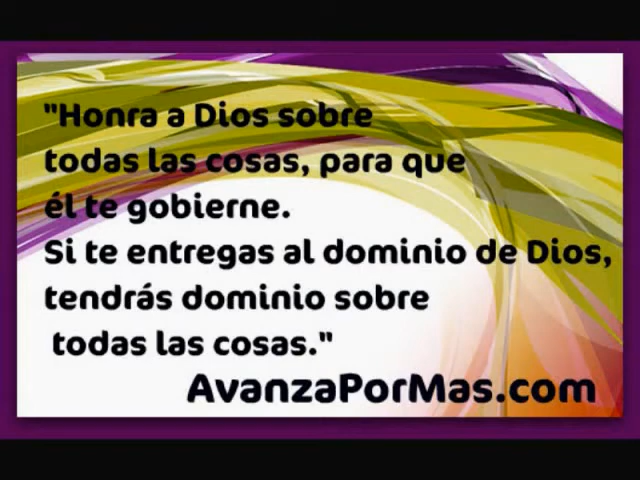 "Honra a Dios sobre
todas las cosas, para que
él te gobierne.
Si te entregas al dominio de Dios,
tendrás dominio sobre
todas las cosas."
AvanzaPorMas.com